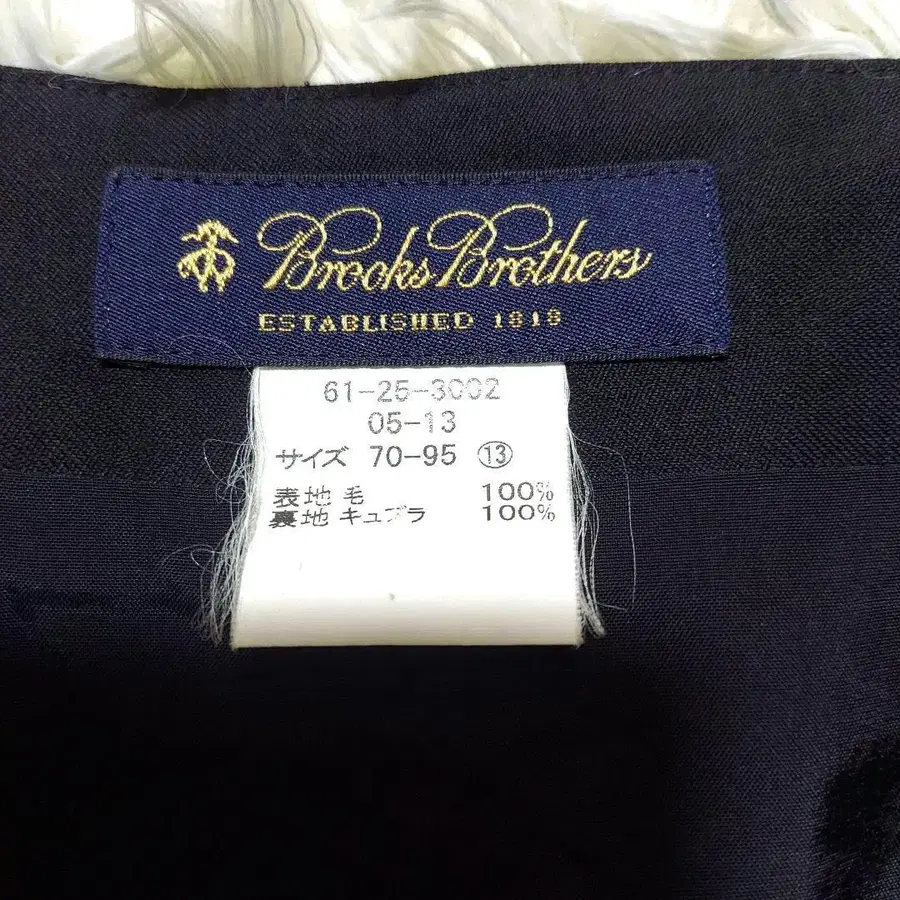 Brooks Brothers
ESTABLISHED 1818
61-25-3002
05-13
サイズ 70-95 ⑬
表地 毛 100%
裏地 キュプラ 100%